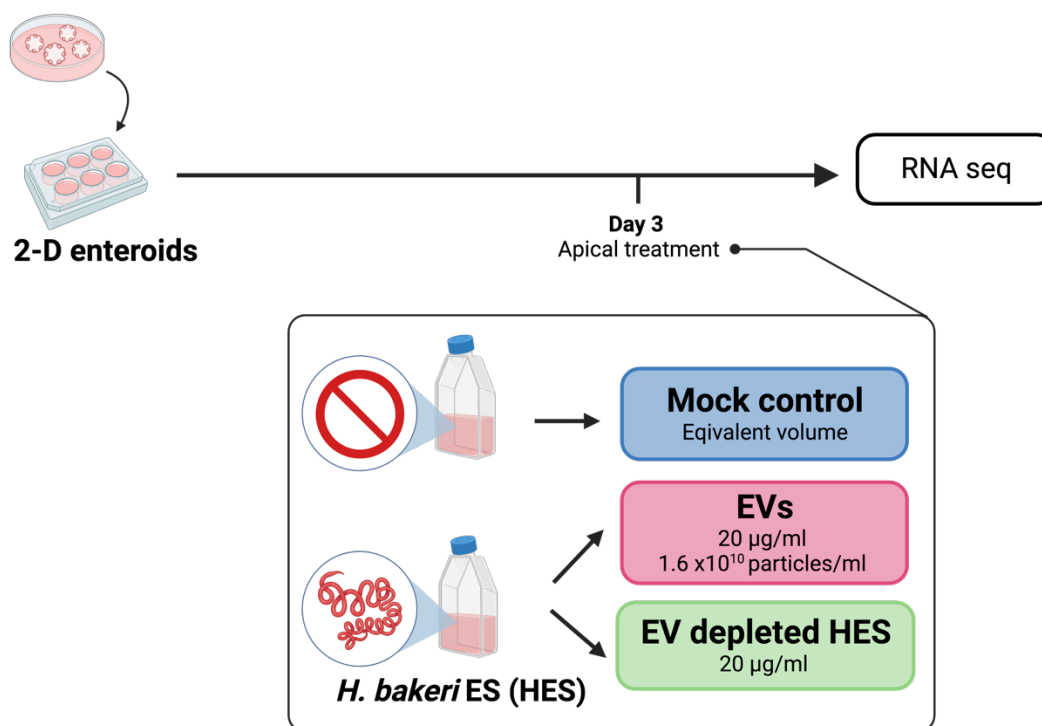 RNA seq
2-D enteroids
Day 3
Apical treatment
Mock control
Eqivalent volume
EVs
20 µg/ml
1.6 x10¹⁰ particles/ml
EV depleted HES
20 µg/ml
H. bakeri ES (HES)